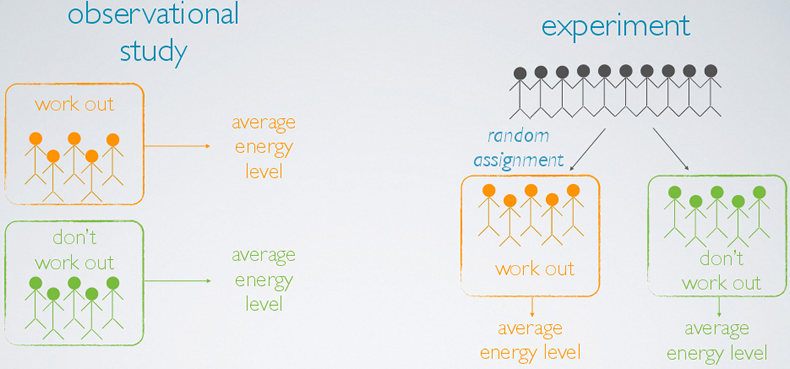 observational
study
work out
average
energy
level
don't
work out
average
energy
level
experiment
random
assignment
work out
average
energy level
don't
work out
average
energy level